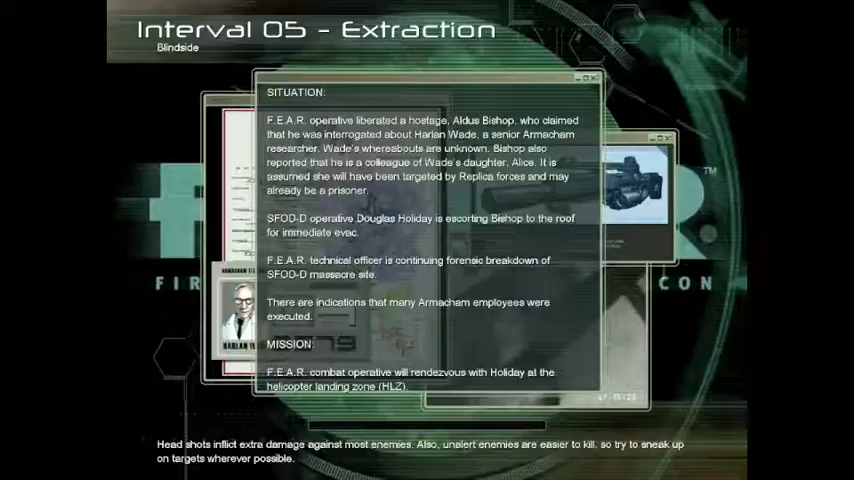 Interval 05 - Extraction
Blindside
SITUATION:
F.E.A.R. operative liberated a hostage, Aldus Bishop, who claimed
that he was interrogated about Harlan Wade, a senior Armacham
researcher. Wade's whereabouts are unknown. Bishop also
reported that he is a colleague of Wade's daughter, Alice. It is
assumed she will have been targeted by Replica forces and may
already be a prisoner.
SFOD-D operative Douglas Holiday is escorting Bishop to the roof
for immediate evac.
F.E.A.R. technical officer is continuing forensic breakdown of
SFOD-D massacre site.
There are indications that many Armacham employees were
executed.
MISSION:
F.E.A.R. combat operative will rendezvous with Holiday at the
helicopter landing zone (HLZ).
TM
FIR
CON
Head shots inflict extra damage against most enemies. Also, unalert enemies are easier to kill, so try to sneak up
on targets wherever possible.